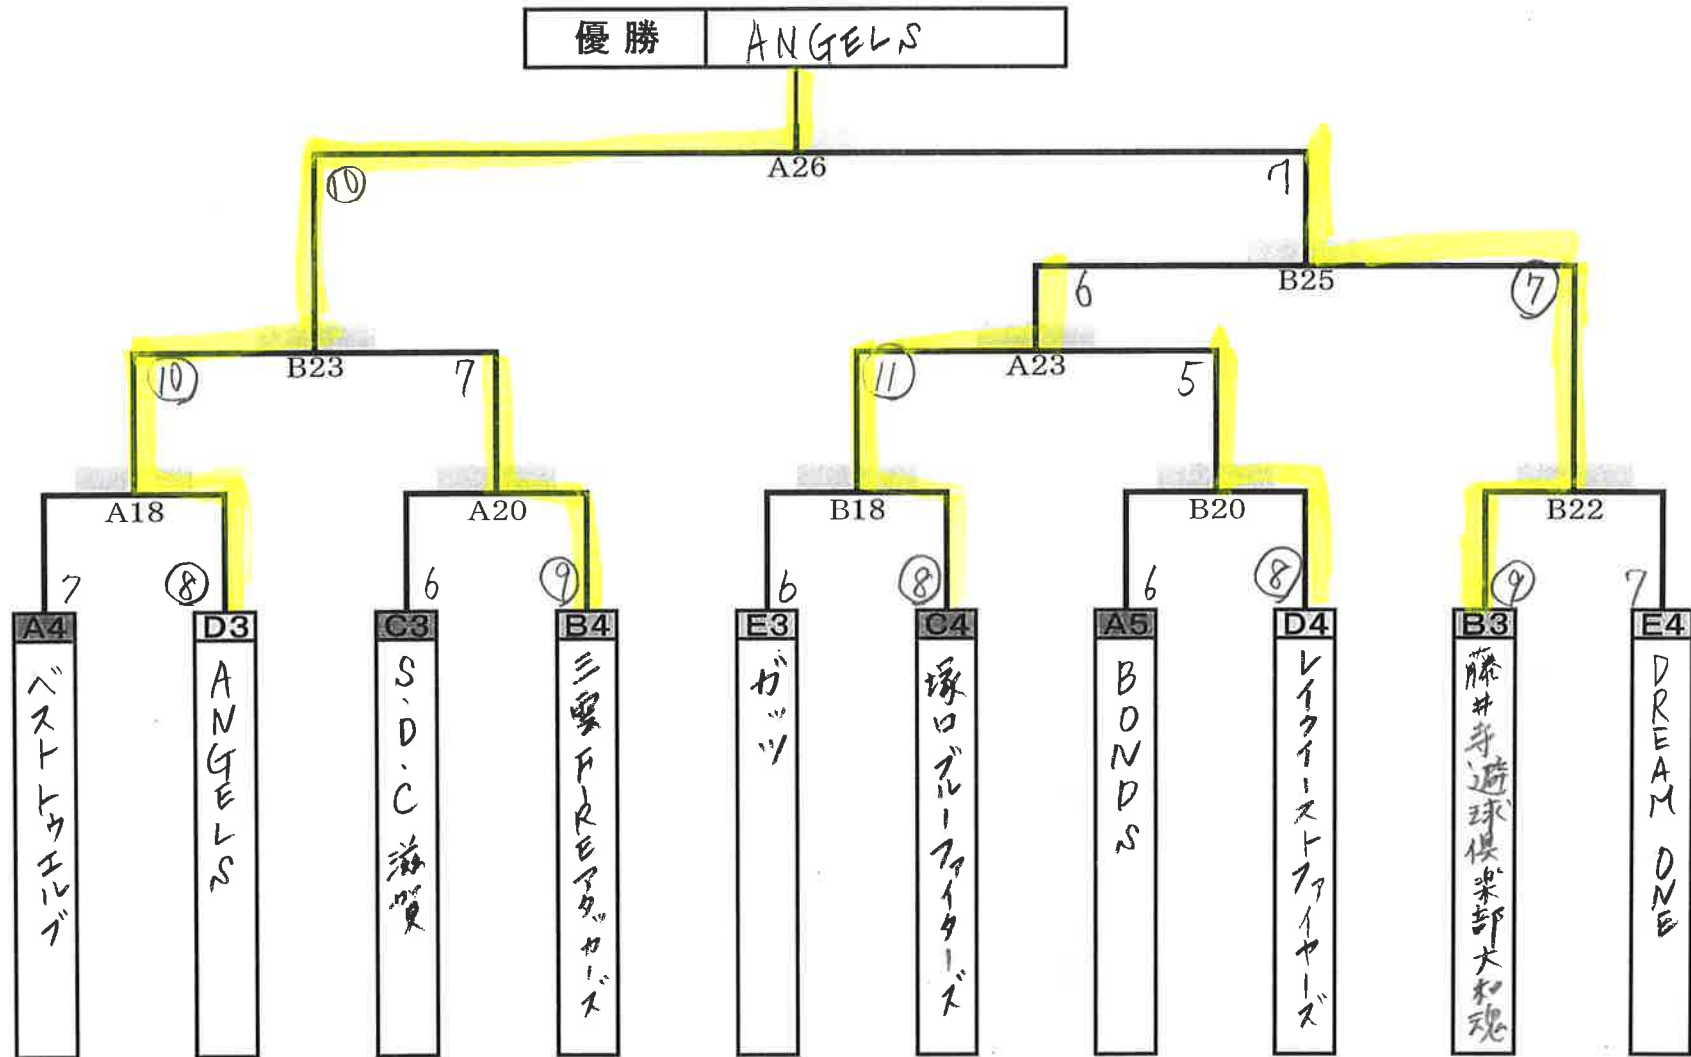 優勝 ANGELS
A26
⑩ 7
B25
6 ⑦
B23 A23
⑩ 7 ⑪ 5
A18 A20 B18 B20 B22
7 ⑧ 6 ⑨ 6 ⑧ 6 ⑧ ⑨ 7
A4 D3 C3 B4 E3 C4 A5 D4 B3 E4
ベストトゥエルブ
ANGELS
S.D.C滋賀
三雲FIREアタッカーズ
ガッツ
塚口ブルーファイターズ
BONDS
レイクイーストファイヤーズ
藤井寺避球倶楽部大和魂
DREAM ONE